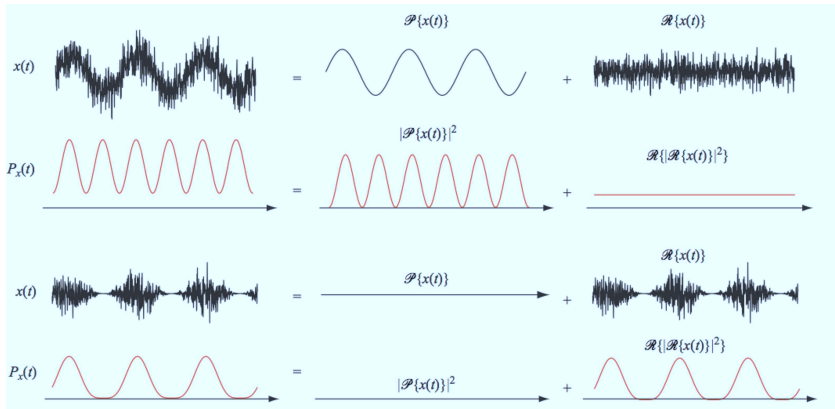 𝒫{x(t)} ℛ{x(t)}
x(t) = +
|𝒫{x(t)}|² ℛ{|ℛ{x(t)}|²}
Pₓ(t) = +
𝒫{x(t)} ℛ{x(t)}
x(t) = +
ℛ{|ℛ{x(t)}|²}
Pₓ(t) = +
|𝒫{x(t)}|²